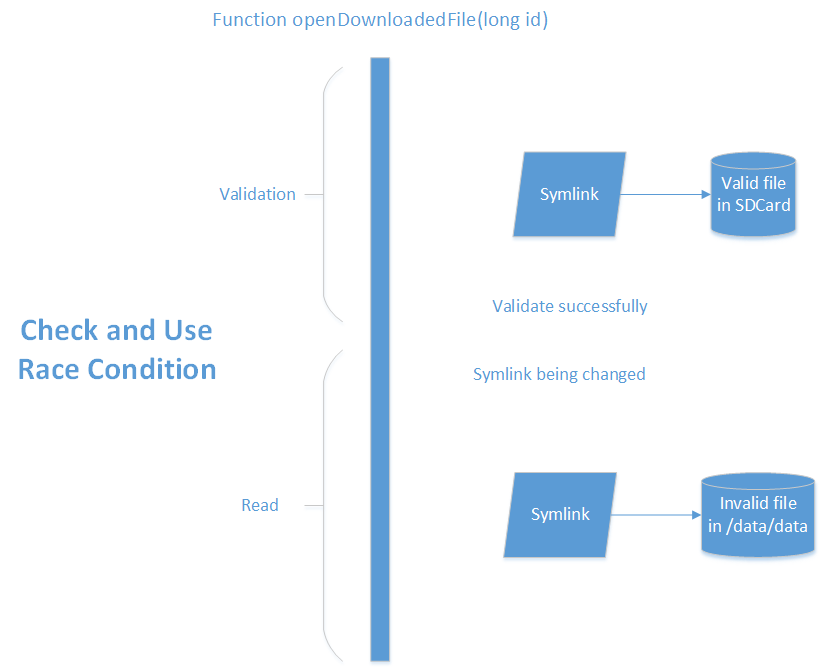 Function openDownloadedFile(long id)
Validation
Symlink
Valid file
in SDCard
Validate successfully
Check and Use
Race Condition
Symlink being changed
Read
Symlink
Invalid file
in /data/data